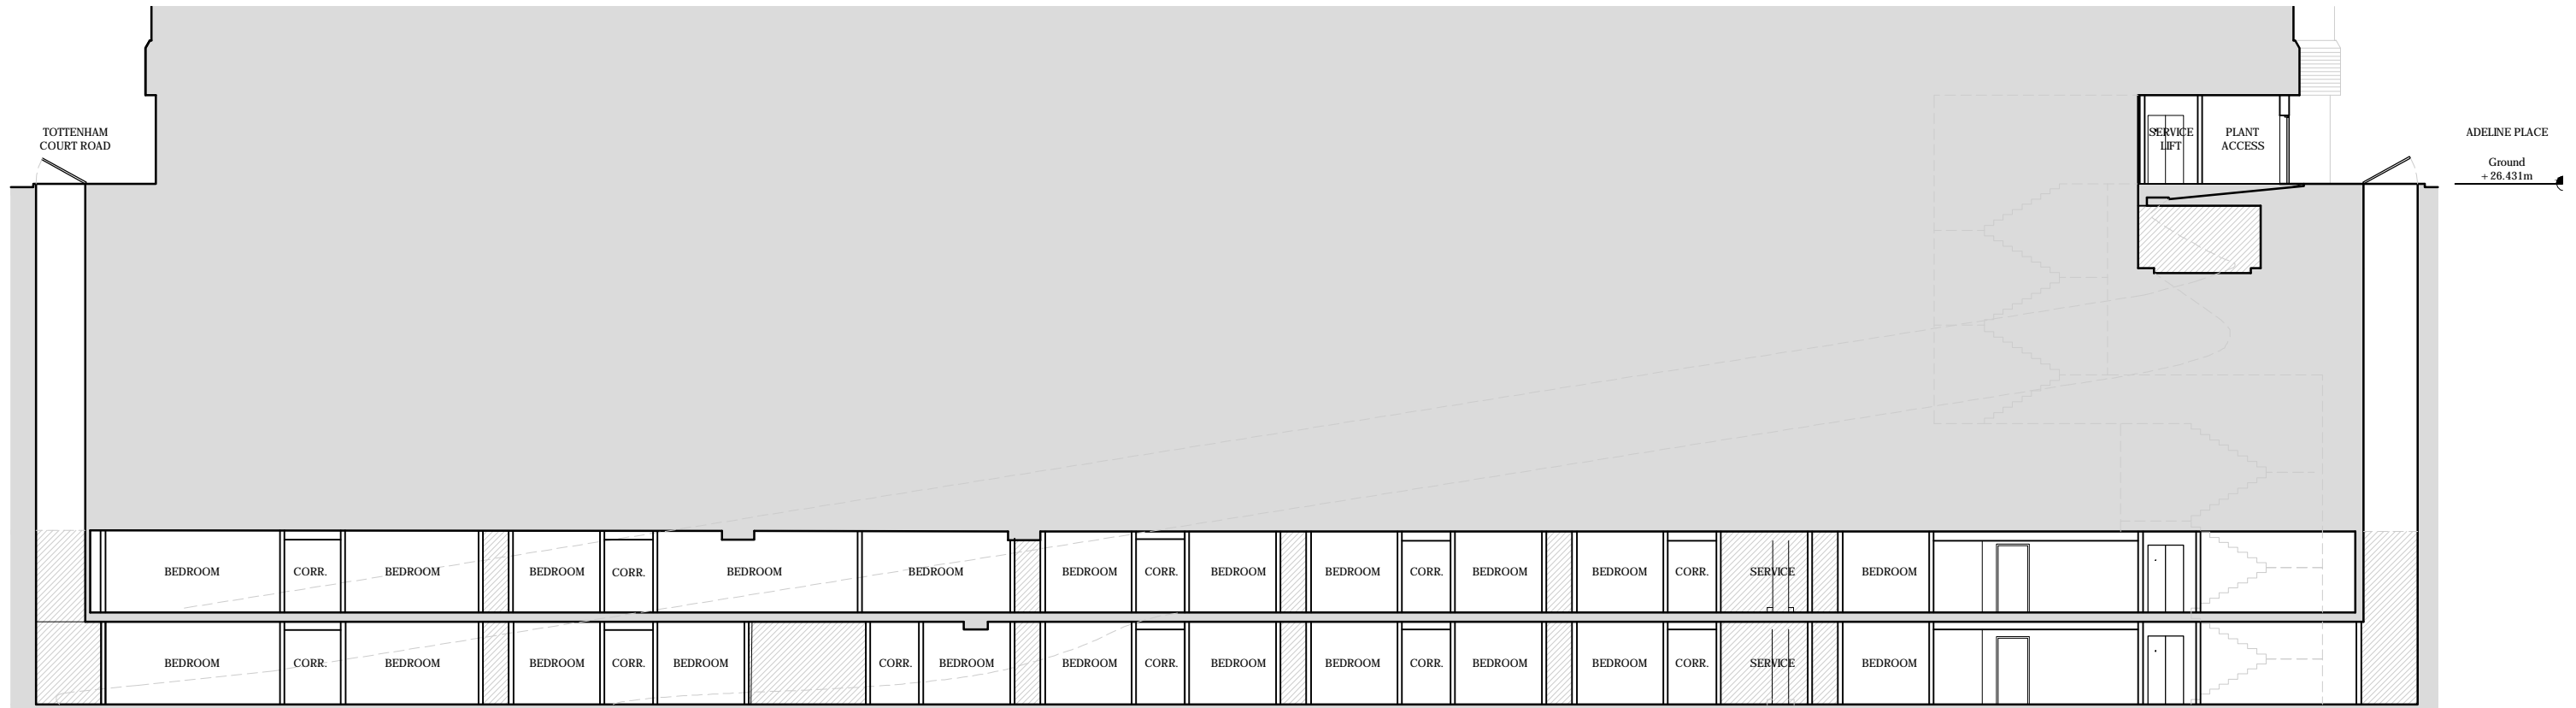 TOTTENHAM
COURT ROAD
SERVICE
LIFT
PLANT
ACCESS
ADELINE PLACE
Ground
+ 26.431m
BEDROOM CORR. BEDROOM BEDROOM CORR. BEDROOM BEDROOM BEDROOM CORR. BEDROOM BEDROOM CORR. BEDROOM BEDROOM CORR. SERVICE BEDROOM
BEDROOM CORR. BEDROOM BEDROOM CORR. BEDROOM CORR. BEDROOM BEDROOM CORR. BEDROOM BEDROOM CORR. BEDROOM BEDROOM CORR. SERVICE BEDROOM